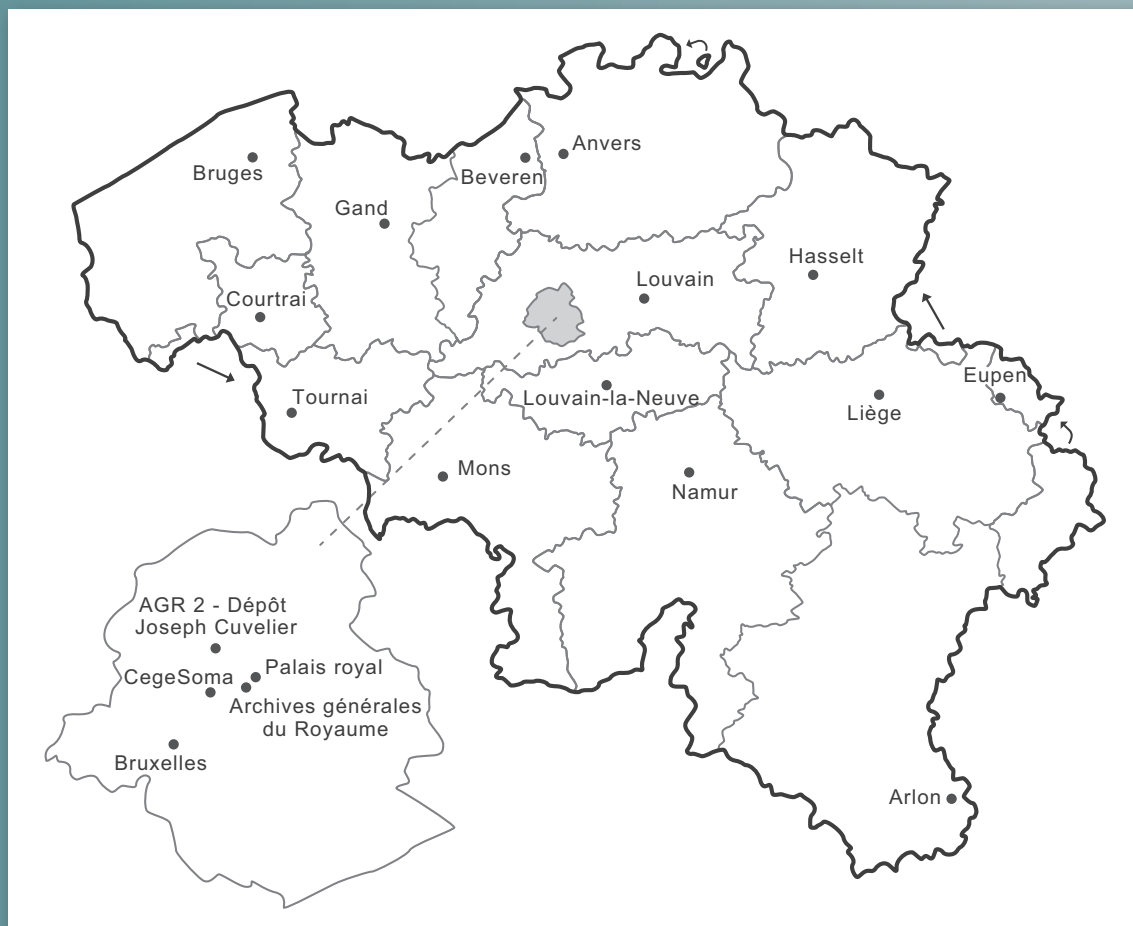 Anvers
Bruges
Beveren
Gand
Hasselt
Louvain
Courtrai
Eupen
Tournai
Louvain-la-Neuve
Liège
Mons
Namur
AGR 2 - Dépôt
Joseph Cuvelier
Palais royal
CegeSoma
Archives générales
du Royaume
Bruxelles
Arlon